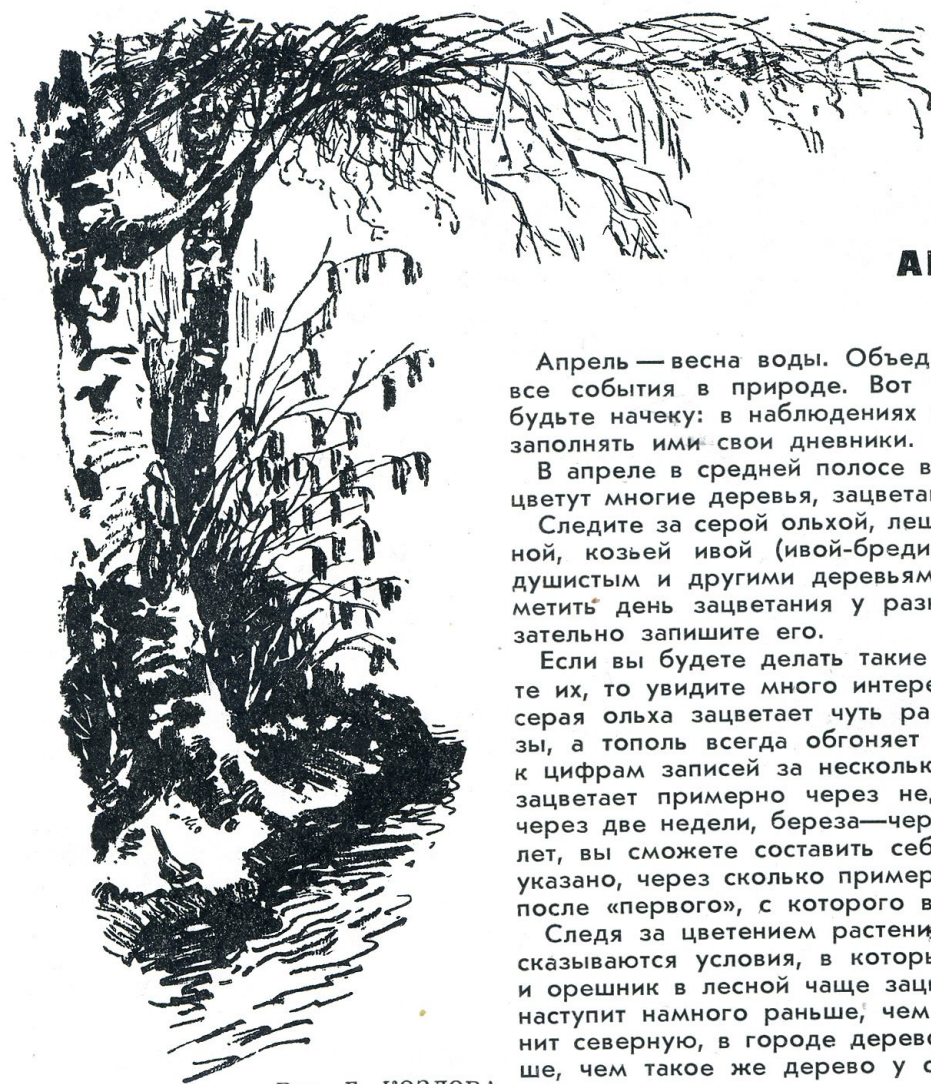 Апрель — весна воды. Объед
все события в природе. Вот
будьте начеку: в наблюдениях
заполнять ими свои дневники.
В апреле в средней полосе в
цветут многие деревья, зацвета
Следите за серой ольхой, лещ
ной, козьей ивой (ивой-бреди
душистым и другими деревьям
метить день зацветания у разн
зательно запишите его.
Если вы будете делать такие
те их, то увидите много интере
серая ольха зацветает чуть ра
зы, а тополь всегда обгоняет
к цифрам записей за нескольк
зацветает примерно через не
через две недели, береза—чер
лет, вы сможете составить себ
указано, через сколько пример
после «первого», с которого в
Следя за цветением растени
сказываются условия, в которы
и орешник в лесной чаще зац
наступит намного раньше, чем
нит северную, в городе дерево
ше, чем такое же дерево у